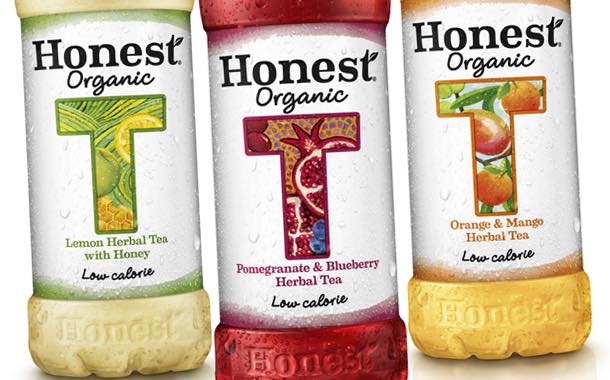 Honest®
Organic
T
Lemon Herbal Tea
with Honey
Low calorie
Honest
Honest®
Organic
T
Pomegranate & Blueberry
Herbal Tea
Low calorie
Honest
Honest®
Organic
T
Orange & Mango
Herbal Tea
Low calorie
Honest